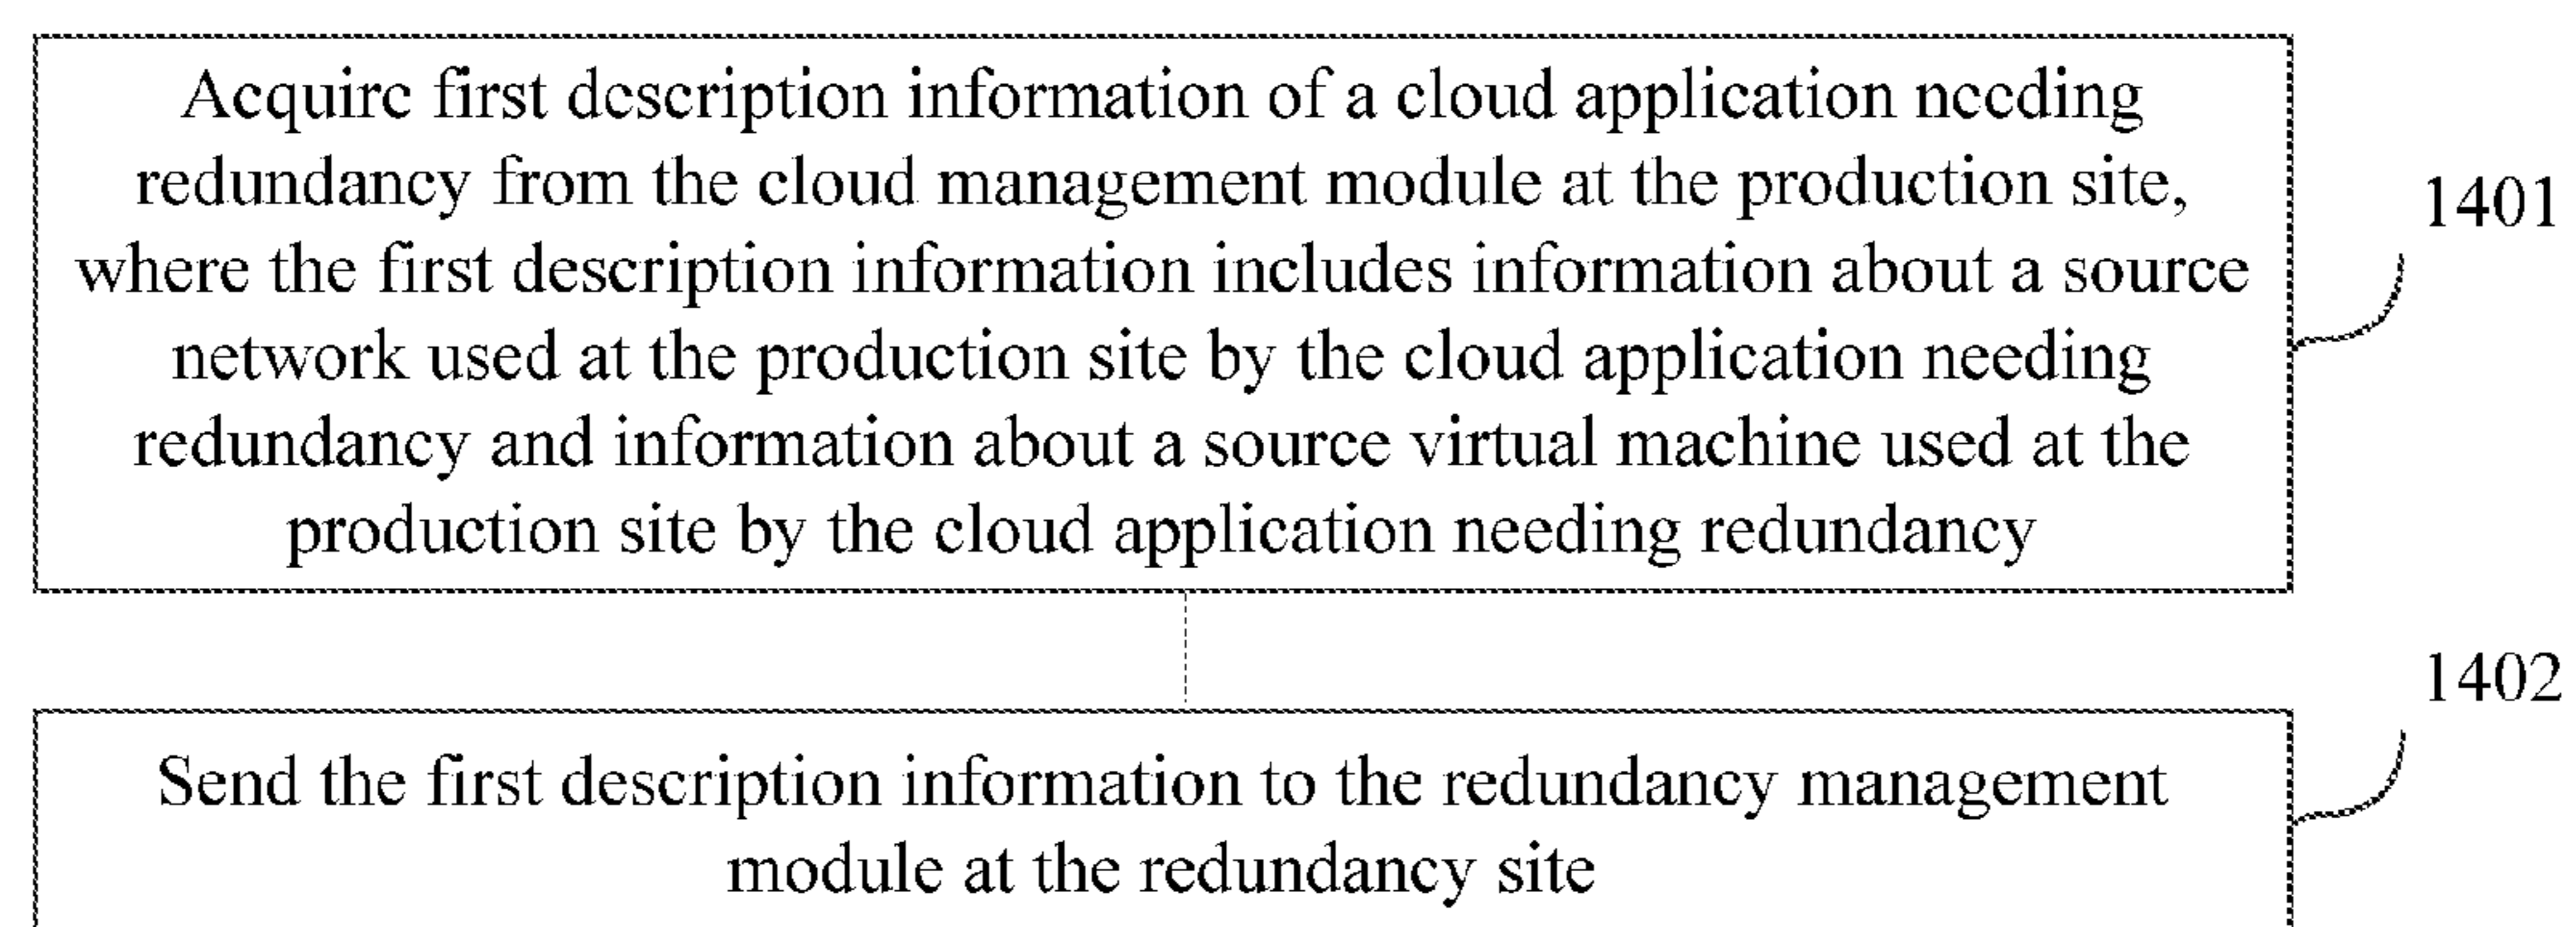 Acquire first description information of a cloud application needing
redundancy from the cloud management module at the production site,
where the first description information includes information about a source
network used at the production site by the cloud application needing
redundancy and information about a source virtual machine used at the
production site by the cloud application needing redundancy
1401
1402
Send the first description information to the redundancy management
module at the redundancy site